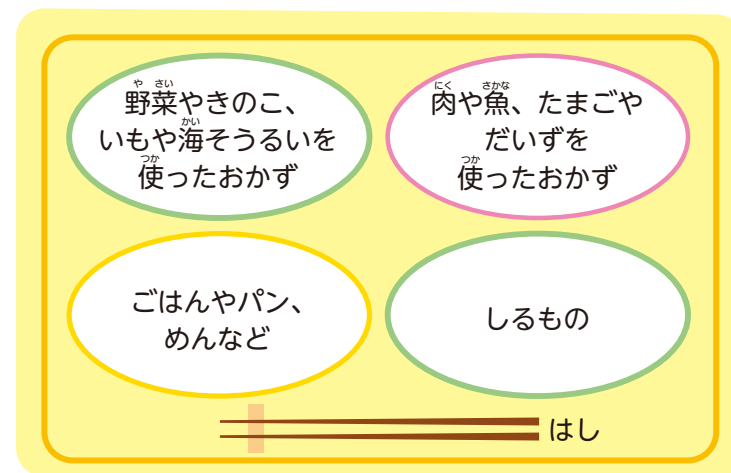 野菜やきのこ、
いもや海そうるいを
使ったおかず
肉や魚、たまごや
だいずを
使ったおかず
ごはんやパン、
めんなど
しるもの
はし